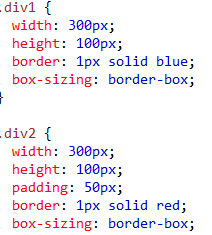 .div1 {
width: 300px;
height: 100px;
border: 1px solid blue;
box-sizing: border-box;
}
.div2 {
width: 300px;
height: 100px;
padding: 50px;
border: 1px solid red;
box-sizing: border-box;